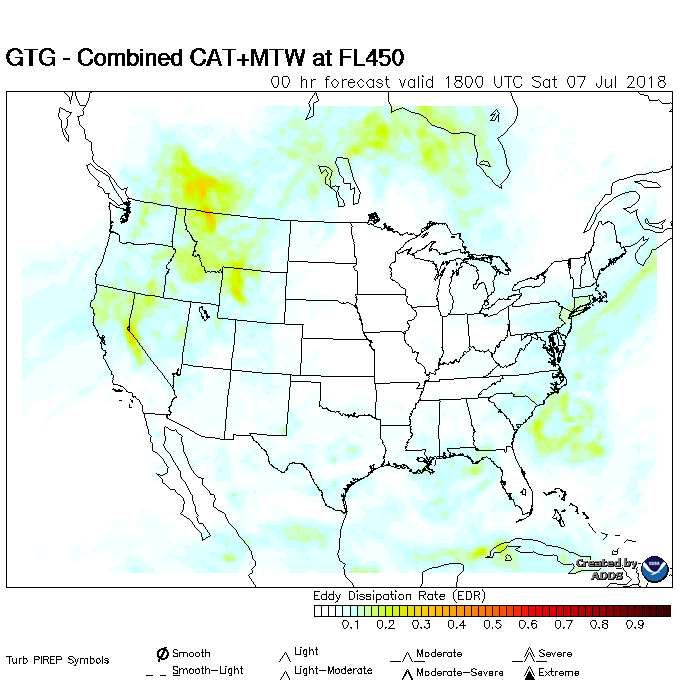 GTG - Combined CAT+MTW at FL450
00 hr forecast valid 1800 UTC Sat 07 Jul 2018
Created by
ADDS
Eddy Dissipation Rate (EDR)
0.1 0.2 0.3 0.4 0.5 0.6 0.7 0.8 0.9
Turb PIREP Symbols
Smooth Light Moderate Severe
Smooth-Light Light-Moderate Moderate-Severe Extreme